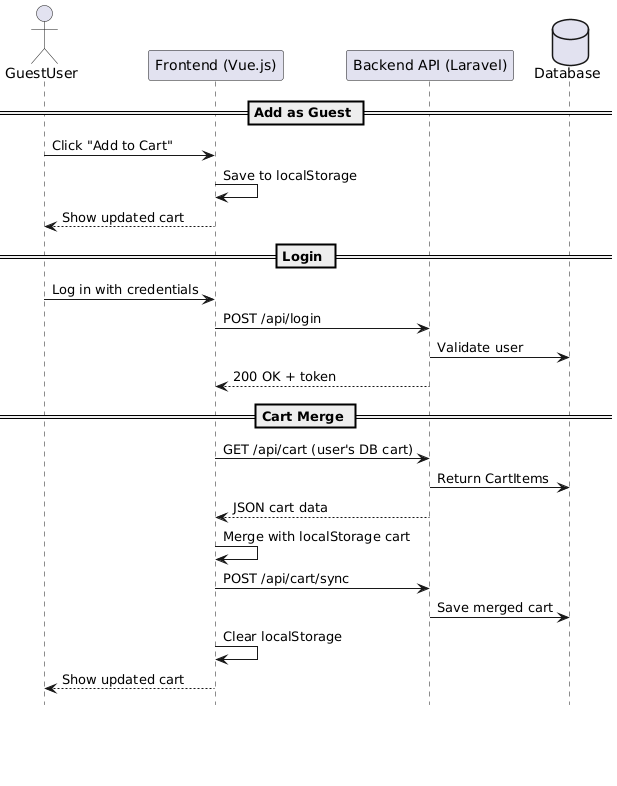 GuestUser
Frontend (Vue.js)
Backend API (Laravel)
Database
Add as Guest
Click "Add to Cart"
Save to localStorage
Show updated cart
Login
Log in with credentials
POST /api/login
Validate user
200 OK + token
Cart Merge
GET /api/cart (user's DB cart)
Return CartItems
JSON cart data
Merge with localStorage cart
POST /api/cart/sync
Save merged cart
Clear localStorage
Show updated cart